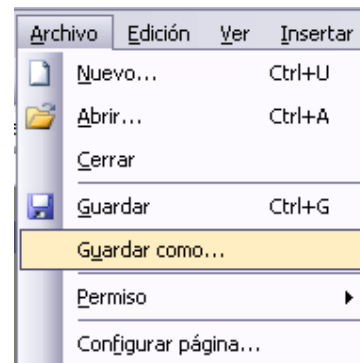 Archivo Edición Ver Insertar
Nuevo... Ctrl+U
Abrir... Ctrl+A
Cerrar
Guardar Ctrl+G
Guardar como...
Permiso
Configurar página...